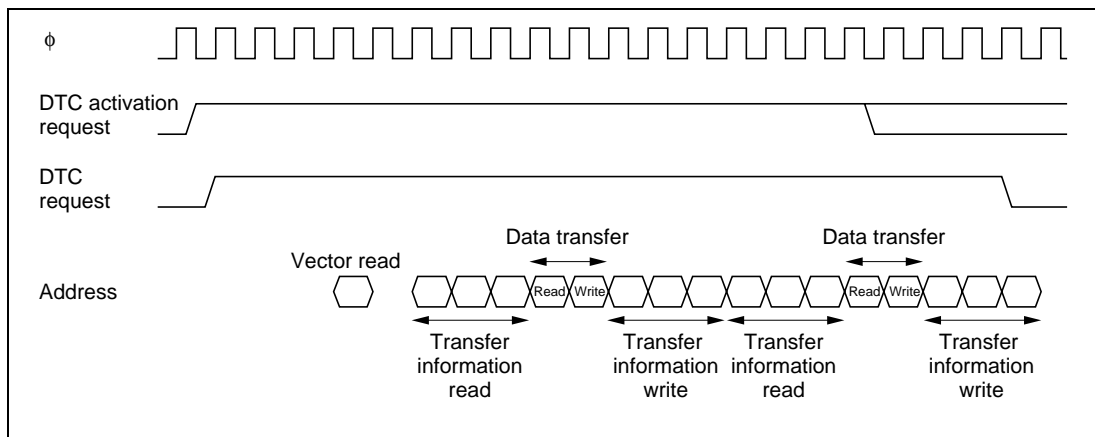 ϕ
DTC activation
request
DTC
request
Data transfer
Data transfer
Vector read
Address
Read Write
Read Write
Transfer
information
read
Transfer
information
write
Transfer
information
read
Transfer
information
write